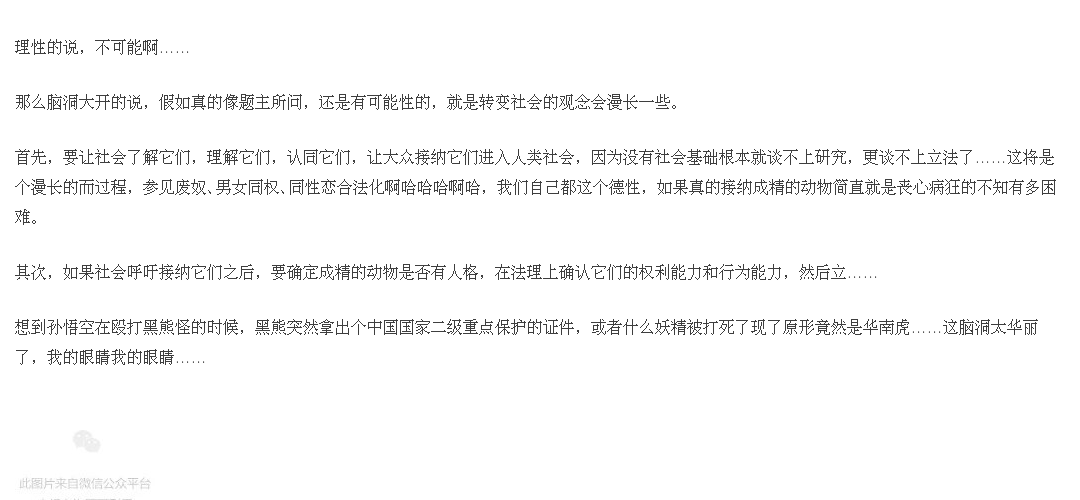 理性的说，不可能啊……
那么脑洞大开的说，假如真的像题主所问，还是有可能性的，就是转变社会的观念会漫长一些。
首先，要让社会了解它们，理解它们，认同它们，让大众接纳它们进入人类社会，因为没有社会基础根本就谈不上研究，更谈不上立法了……这将是
个漫长的而过程，参见废奴、男女同权、同性恋合法化啊哈哈哈啊哈，我们自己都这个德性，如果真的接纳成精的动物简直就是丧心病狂的不知有多困
难。
其次，如果社会呼吁接纳它们之后，要确定成精的动物是否有人格，在法理上确认它们的权利能力和行为能力，然后立……
想到孙悟空在殴打黑熊怪的时候，黑熊突然拿出个中国国家二级重点保护的证件，或者什么妖精被打死了现了原形竟然是华南虎……这脑洞太华丽
了，我的眼睛我的眼睛……
此图片来自微信公众平台